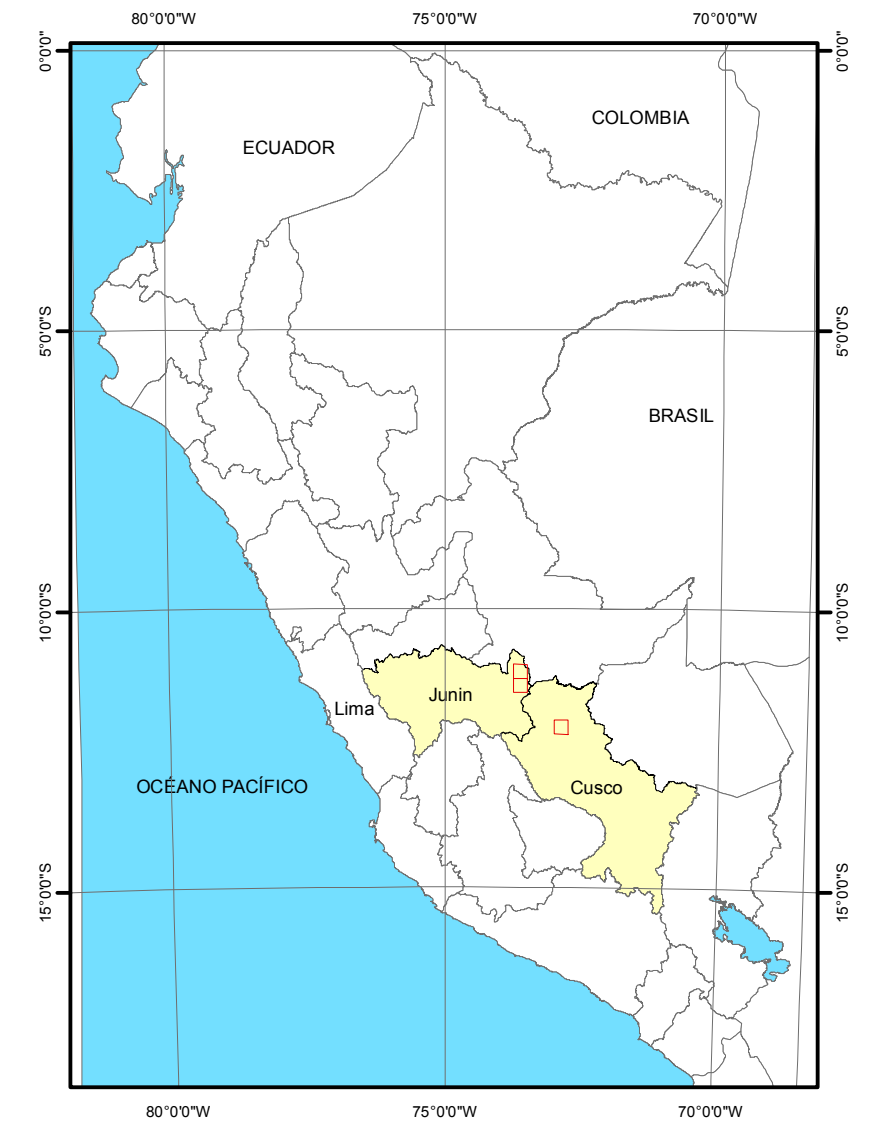 80°0'0"W 75°0'0"W 70°0'0"W
0°0'0" 0°0'0"
COLOMBIA
ECUADOR
5°0'0"S 5°0'0"S
BRASIL
10°0'0"S 10°0'0"S
Junin
Lima
OCÉANO PACÍFICO
Cusco
15°0'0"S 15°0'0"S
80°0'0"W 75°0'0"W 70°0'0"W